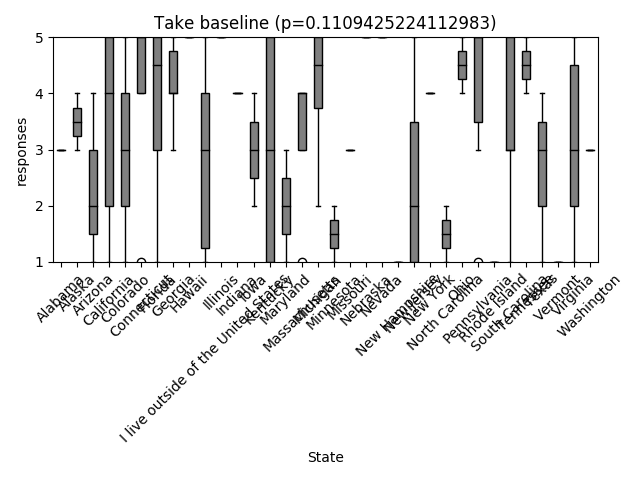 Take baseline (p=0.1109425224112983)
responses
5
4
3
2
1
Alabama
Alaska
Arizona
California
Colorado
Connecticut
Georgia
Hawaii
I live outside of the United States
Illinois
Indiana
Iowa
Kentucky
Maryland
Massachusetts
Michigan
Minnesota
Missouri
Nebraska
Nevada
New Hampshire
New Jersey
New York
North Carolina
Ohio
Pennsylvania
Rhode Island
South Carolina
Tennessee
Texas
Vermont
Virginia
Washington
State